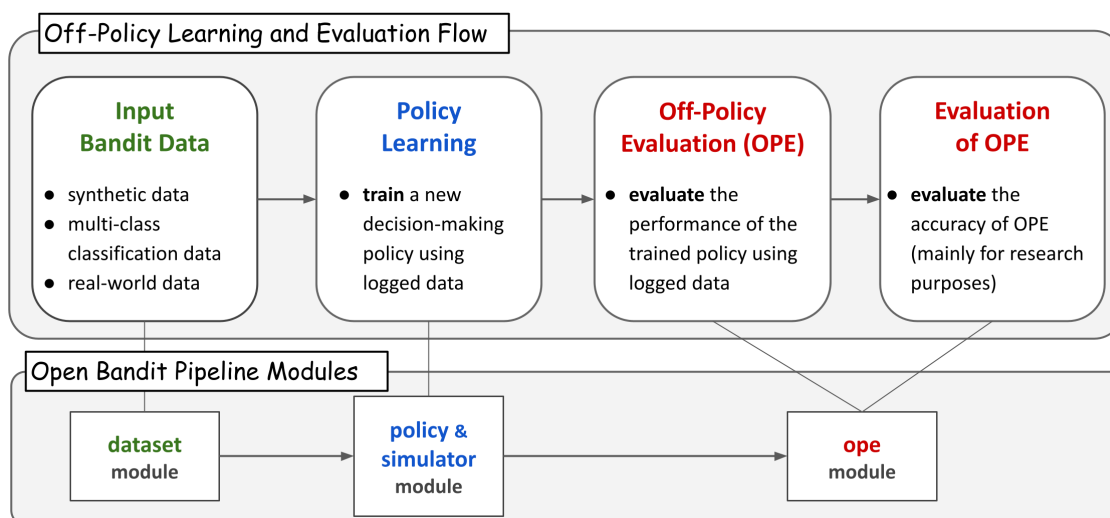 Off-Policy Learning and Evaluation Flow
Input
Bandit Data
● synthetic data
● multi-class
classification data
● real-world data
Policy
Learning
● train a new
decision-making
policy using
logged data
Off-Policy
Evaluation (OPE)
● evaluate the
performance of the
trained policy using
logged data
Evaluation
of OPE
● evaluate the
accuracy of OPE
(mainly for research
purposes)
Open Bandit Pipeline Modules
dataset
module
policy &
simulator
module
ope
module